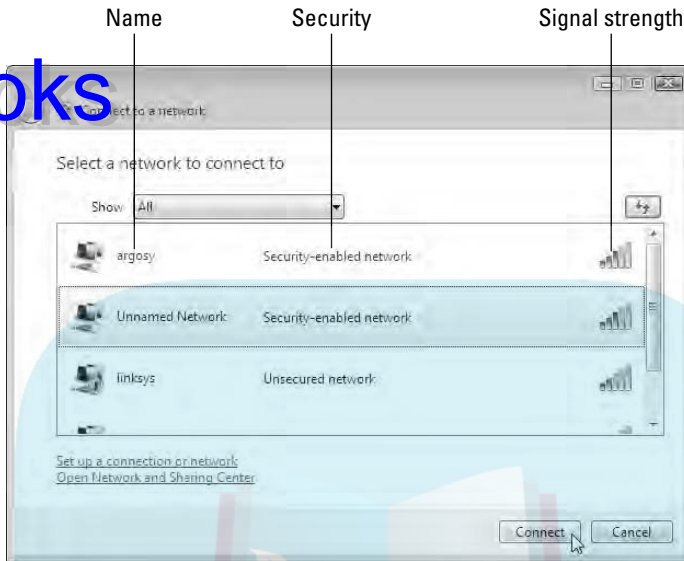 Name Security Signal strength
oks
Connect to a network
Select a network to connect to
Show All
argosy Security-enabled network
Unnamed Network Security-enabled network
linksys Unsecured network
Set up a connection or network
Open Network and Sharing Center
Connect Cancel